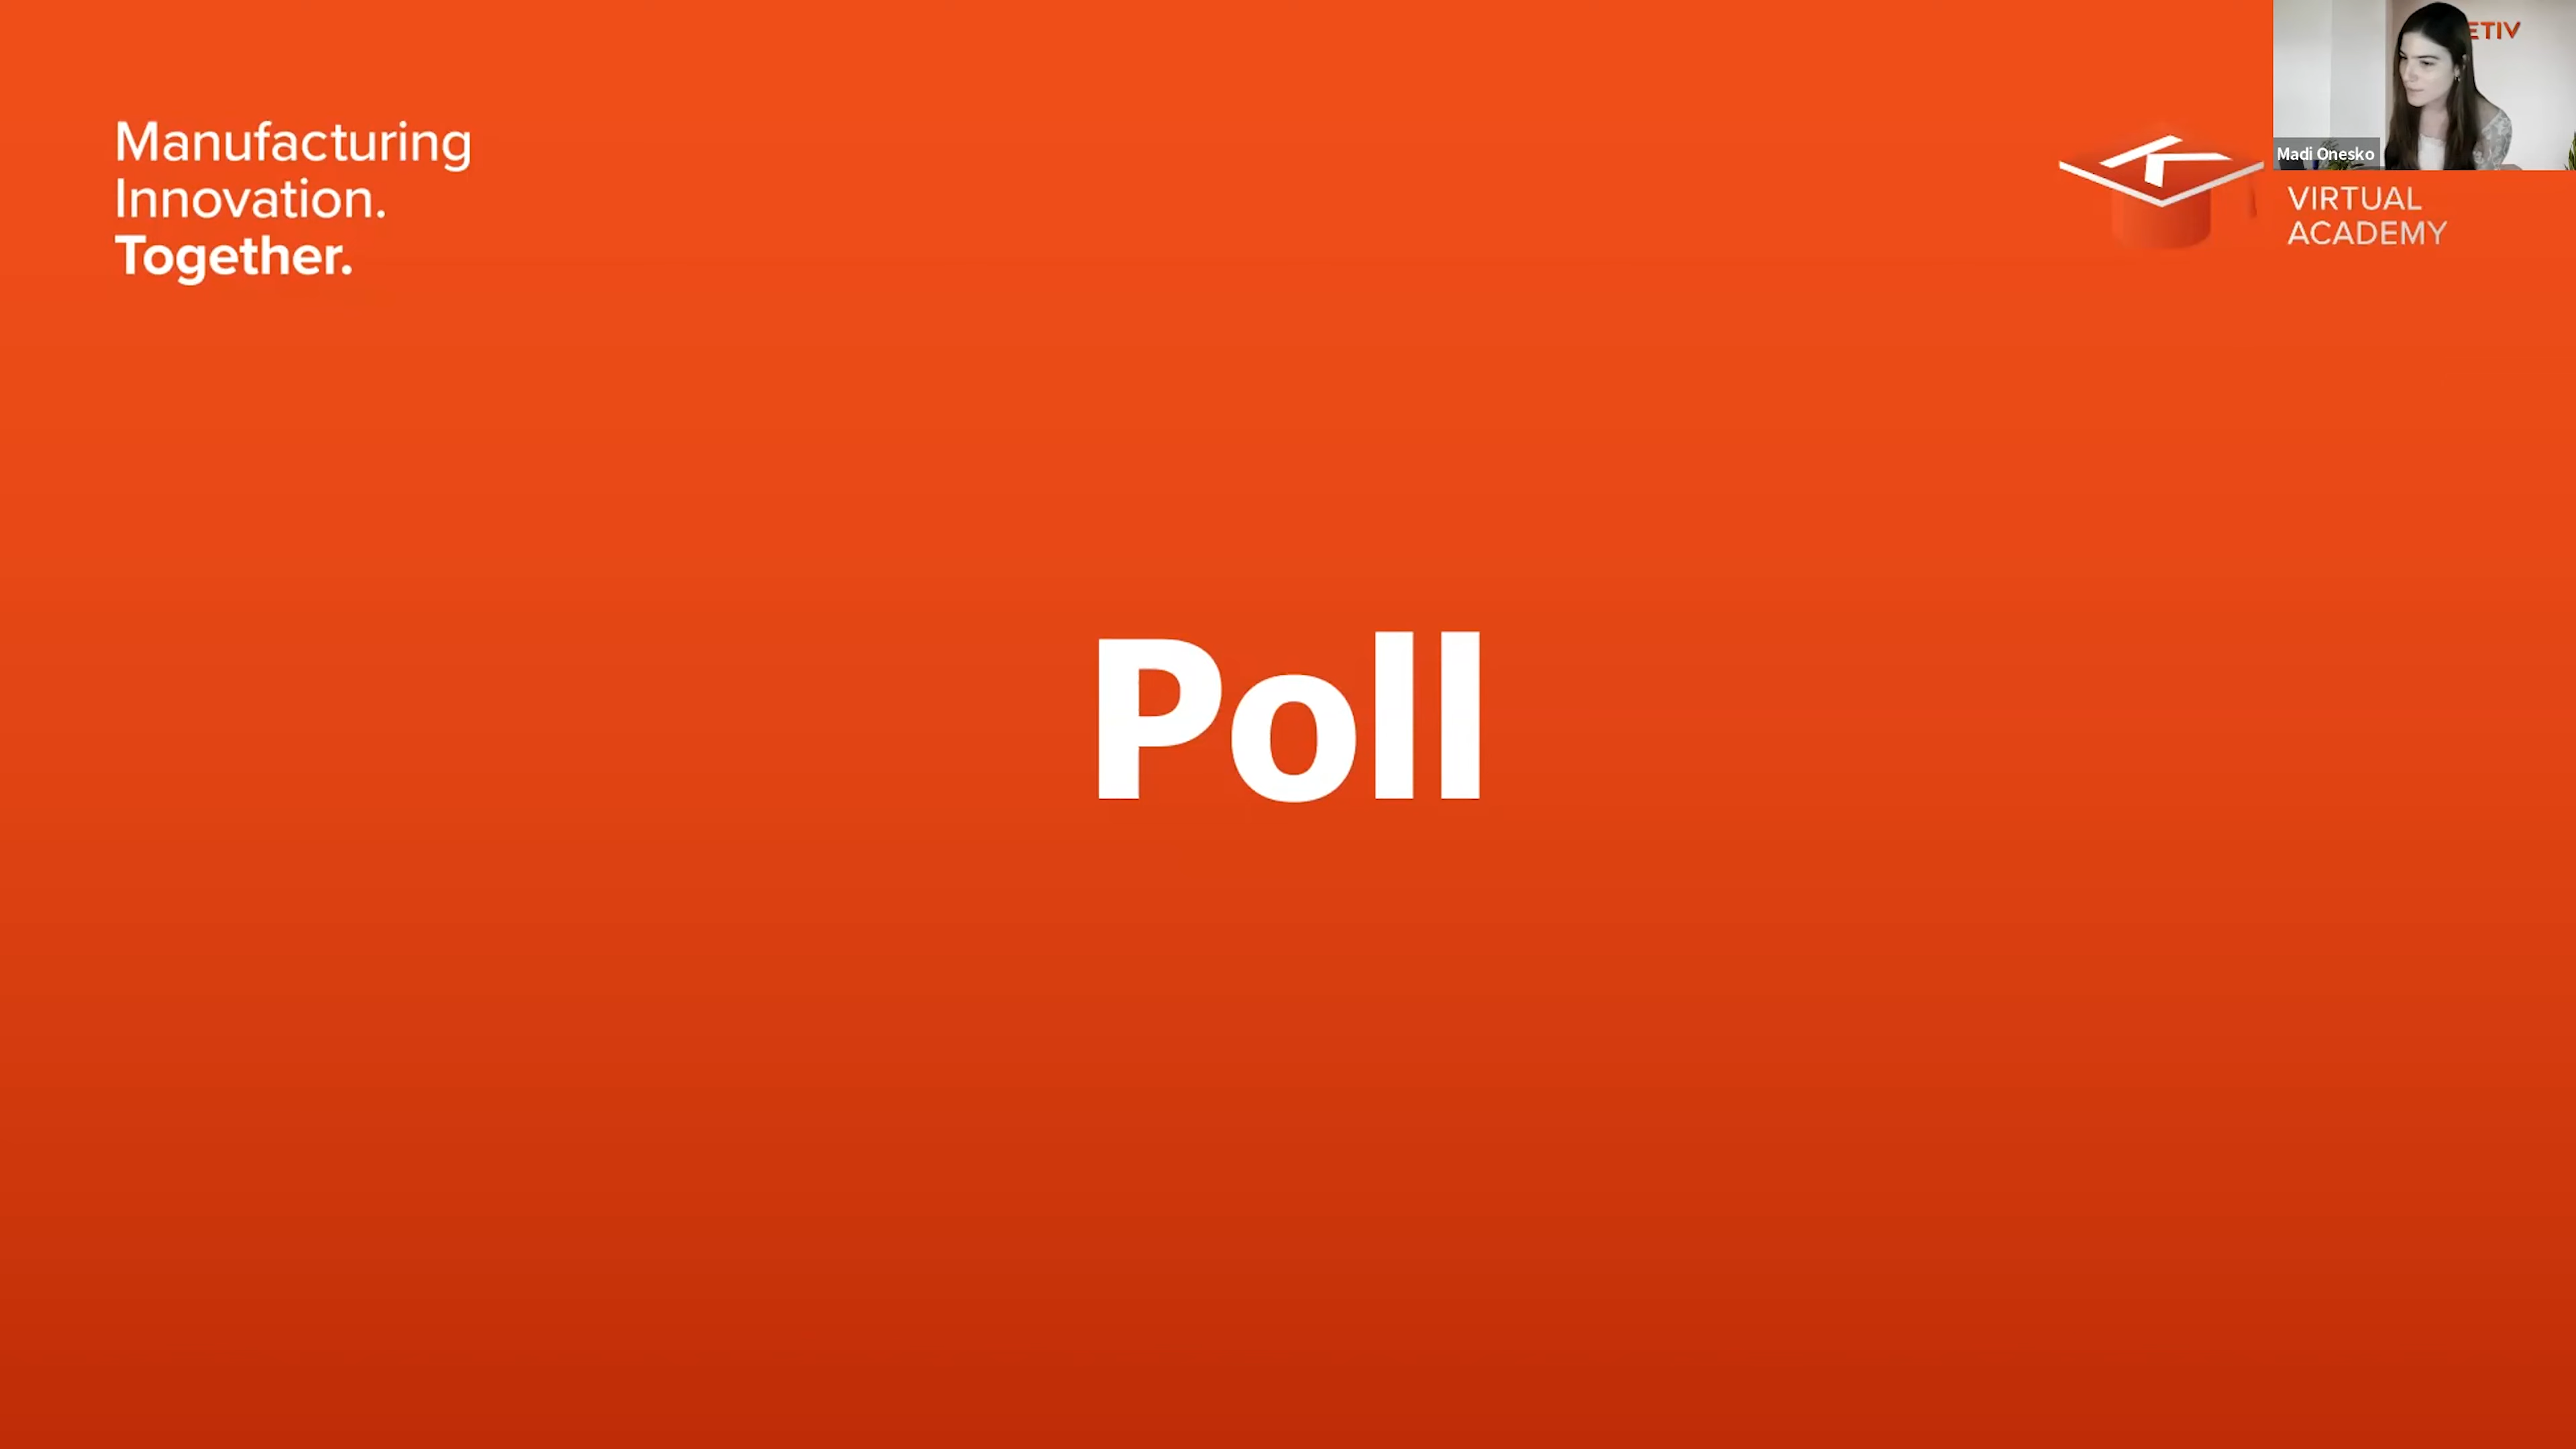 Manufacturing
Innovation.
Together.
ETIV
Madi Onesko
VIRTUAL
ACADEMY
Poll